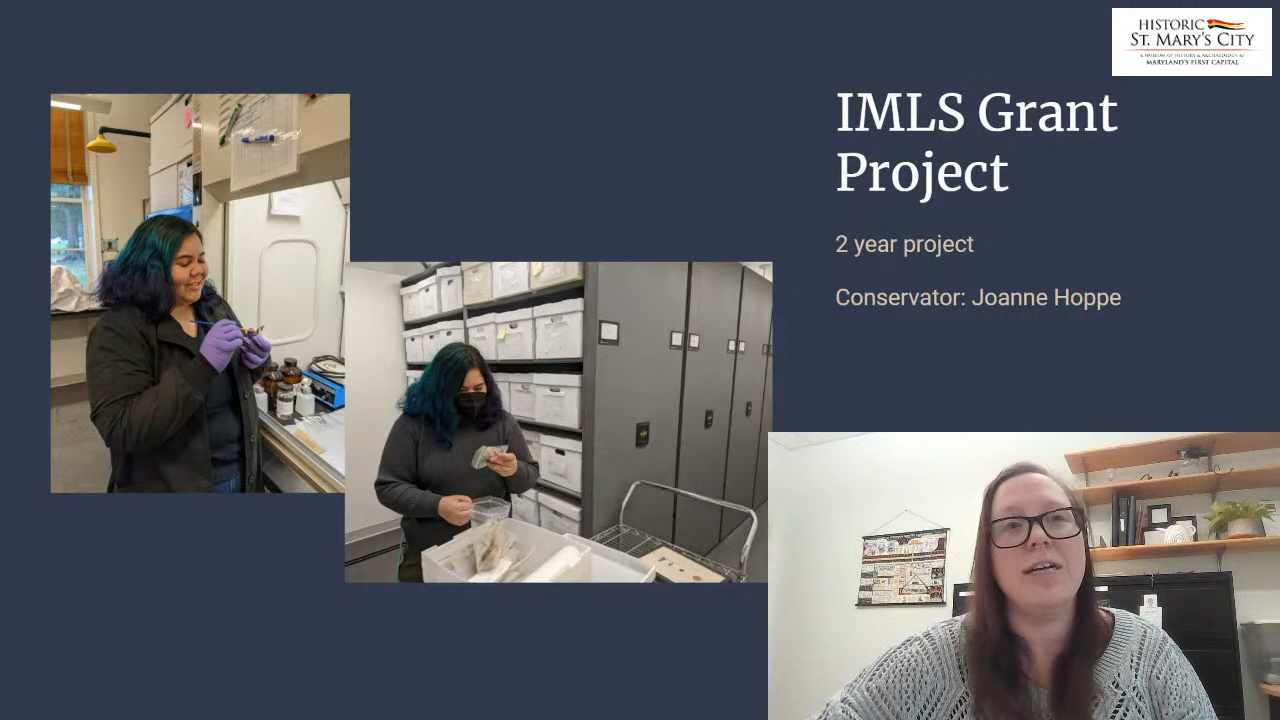 HISTORIC
ST. MARY'S CITY
A MUSEUM OF HISTORY & ARCHAEOLOGY AT
MARYLAND'S FIRST CAPITAL
IMLS Grant
Project
2 year project
Conservator: Joanne Hoppe